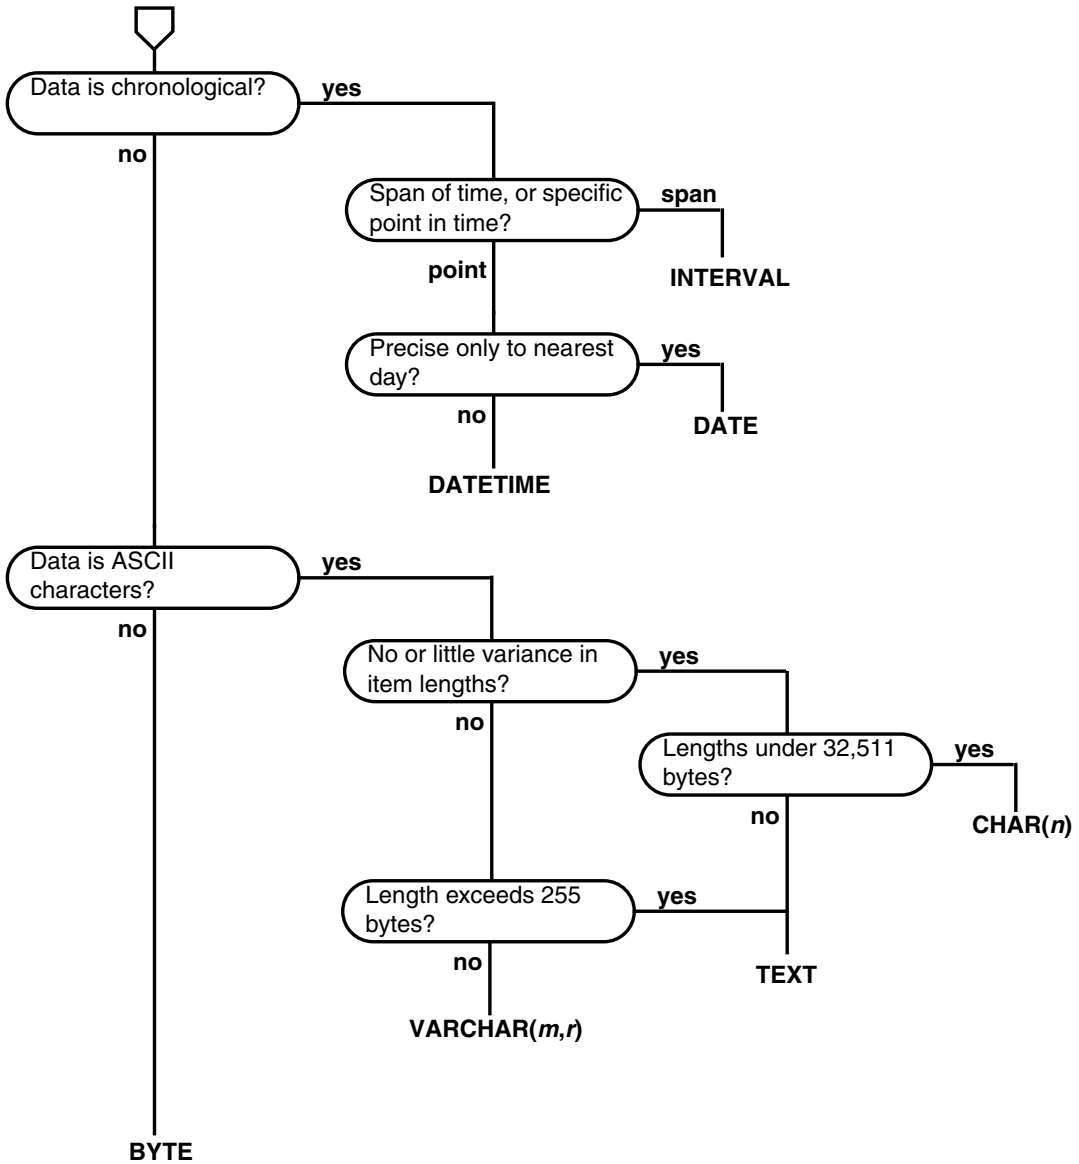 Data is chronological?
yes
no
Span of time, or specific
point in time?
span
point
INTERVAL
Precise only to nearest
day?
yes
no
DATE
DATETIME
Data is ASCII
characters?
yes
no
No or little variance in
item lengths?
yes
no
Lengths under 32,511
bytes?
yes
no
CHAR(n)
Length exceeds 255
bytes?
yes
no
TEXT
VARCHAR(m,r)
BYTE